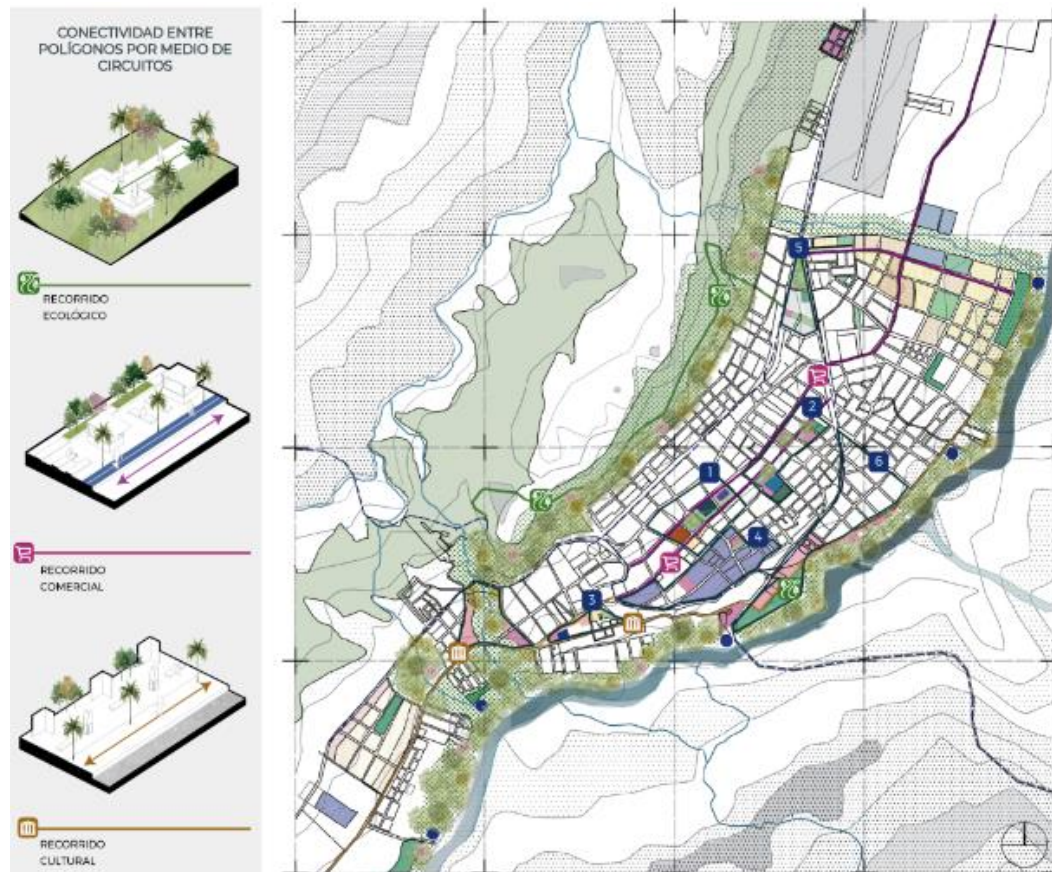 CONECTIVIDAD ENTRE
POLÍGONOS POR MEDIO DE
CIRCUITOS
RECORRIDO
ECOLÓGICO
RECORRIDO
COMERCIAL
RECORRIDO
CULTURAL
5
2
1
6
4
3